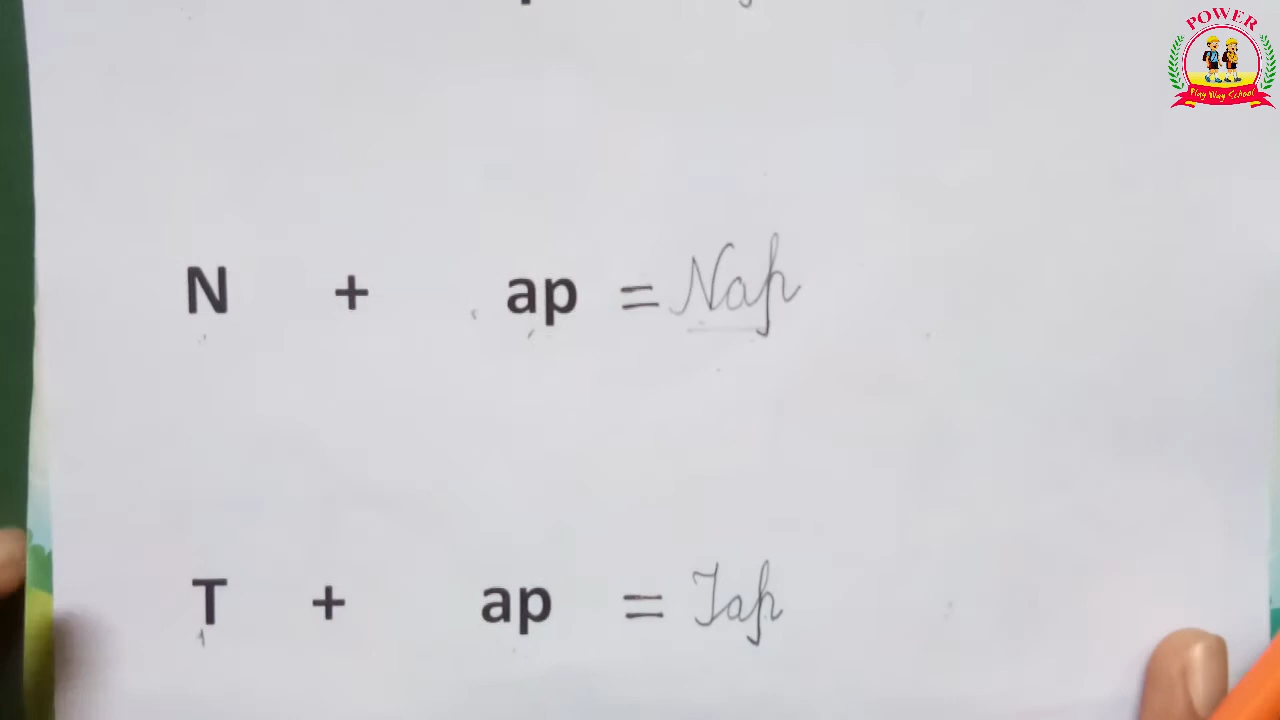 POWER
Play Way School
N + ap = Nap
T + ap = Tap